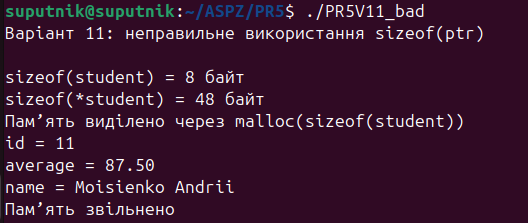 suputnik@suputnik:~/ASPZ/PR5$ ./PR5V11_bad
Варіант 11: неправильне використання sizeof(ptr)
sizeof(student) = 8 байт
sizeof(*student) = 48 байт
Пам’ять виділено через malloc(sizeof(student))
id = 11
average = 87.50
name = Moisienko Andrii
Пам’ять звільнено